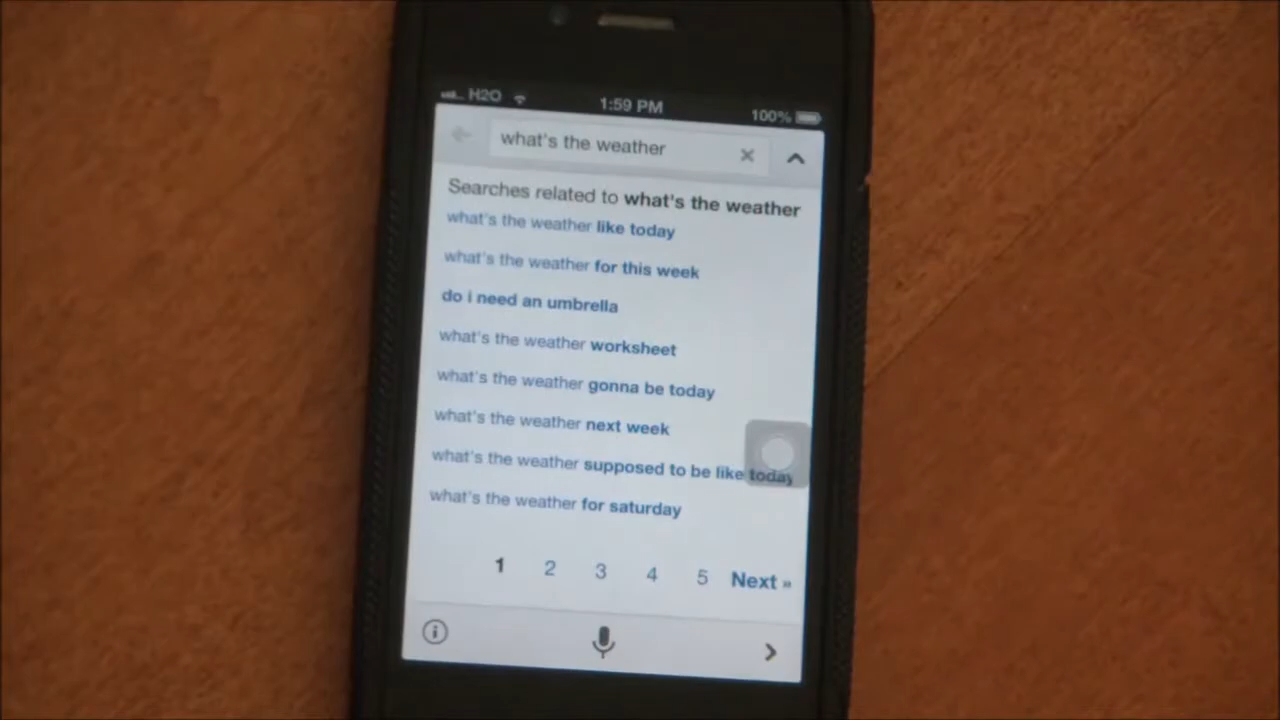 H2O 1:59 PM 100%
what's the weather
Searches related to what's the weather
what's the weather like today
what's the weather for this week
do i need an umbrella
what's the weather worksheet
what's the weather gonna be today
what's the weather next week
what's the weather supposed to be like today
what's the weather for saturday
1 2 3 4 5 Next »